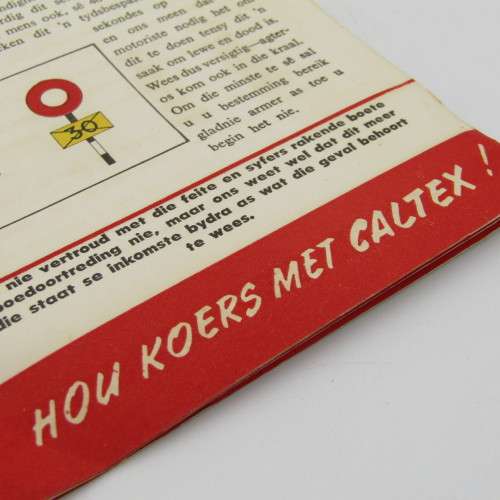 mens ook, sê
dit 'n tydsbespa
sekondes op
en ons meen dat
motoriste nodig het om
dit te doen tensy dit 'n
saak om lewe en dood is.
Wees dus versigtig—agter-
os kom ook in die kraal.
Om die minste te sê sal
u u bestemming bereik
gladnie armer as toe u
begin het nie.
30
nie vertroud met die feite en syfers rakende boete
poedoortreding nie, maar ons weet wel dat dit meer
die staat se inkomste bydra as wat die geval behoort
te wees.
HOU KOERS MET CALTEX !